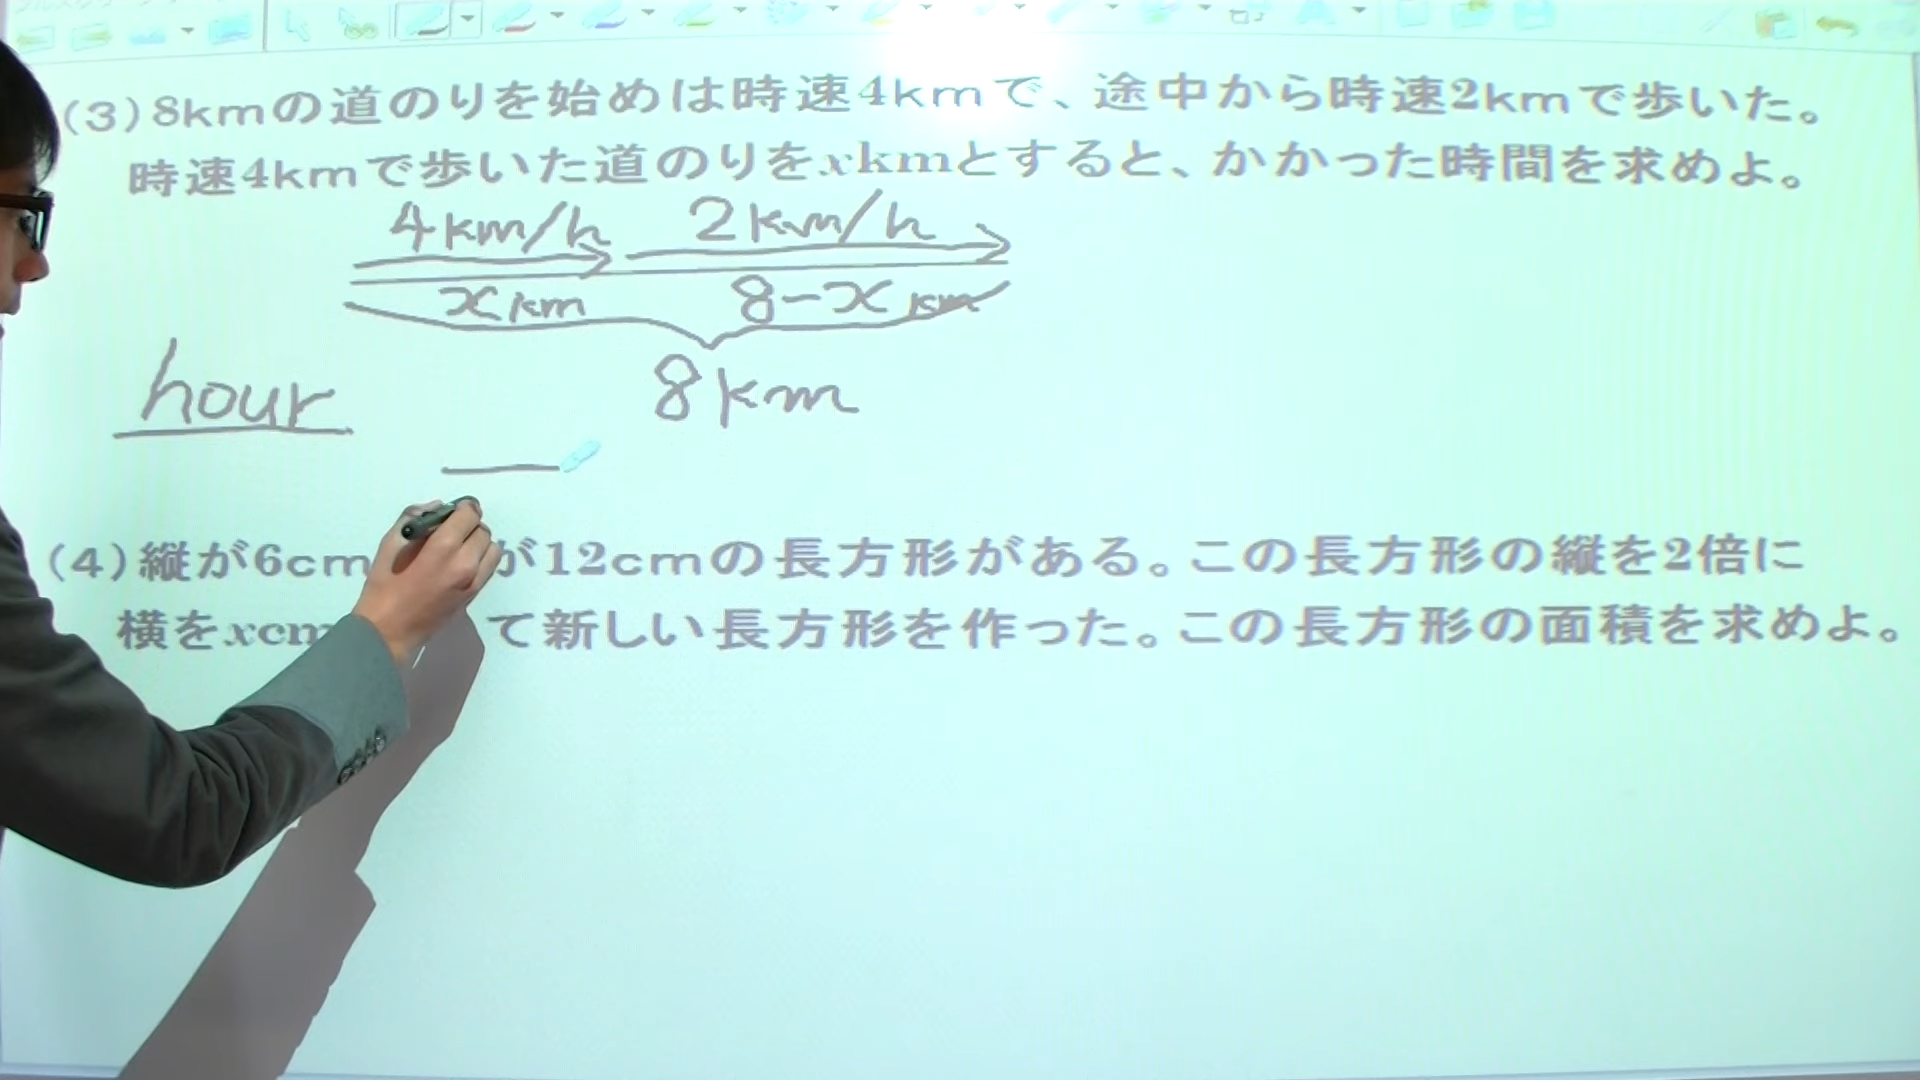 (3)8kmの道のりを始めは時速4kmで、途中から時速2kmで歩いた。
時速4kmで歩いた道のりをxkmとすると、かかった時間を求めよ。
4km/h 2km/h
xkm 8-xkm
8km
hour
(4)縦が6cm が12cmの長方形がある。この長方形の縦を2倍に
横をxcm て新しい長方形を作った。この長方形の面積を求めよ。